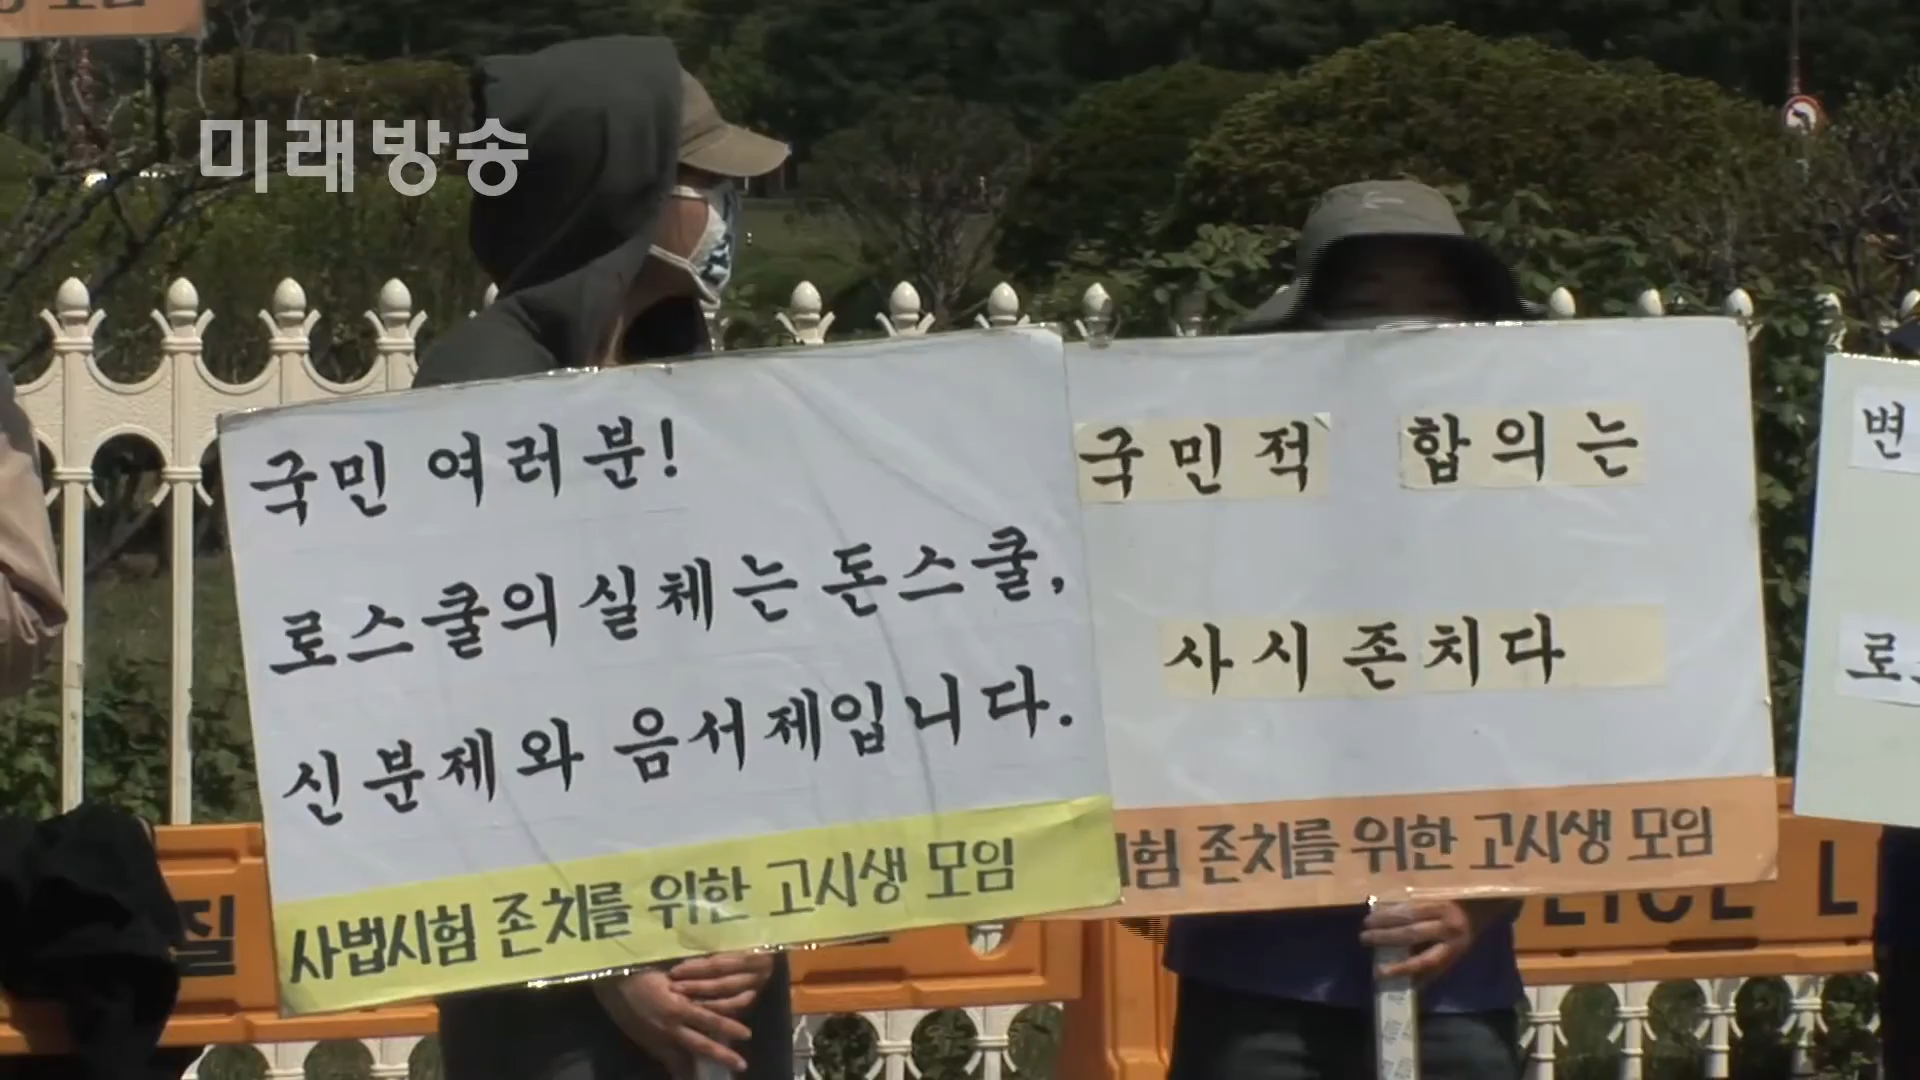 미래방송
국민 여러분!
로스쿨의 실체는 돈스쿨,
신분제와 음서제입니다.
사법시험 존치를 위한 고시생 모임
국민적 합의는
사시존치다
시험 존치를 위한 고시생 모임
변
로
질